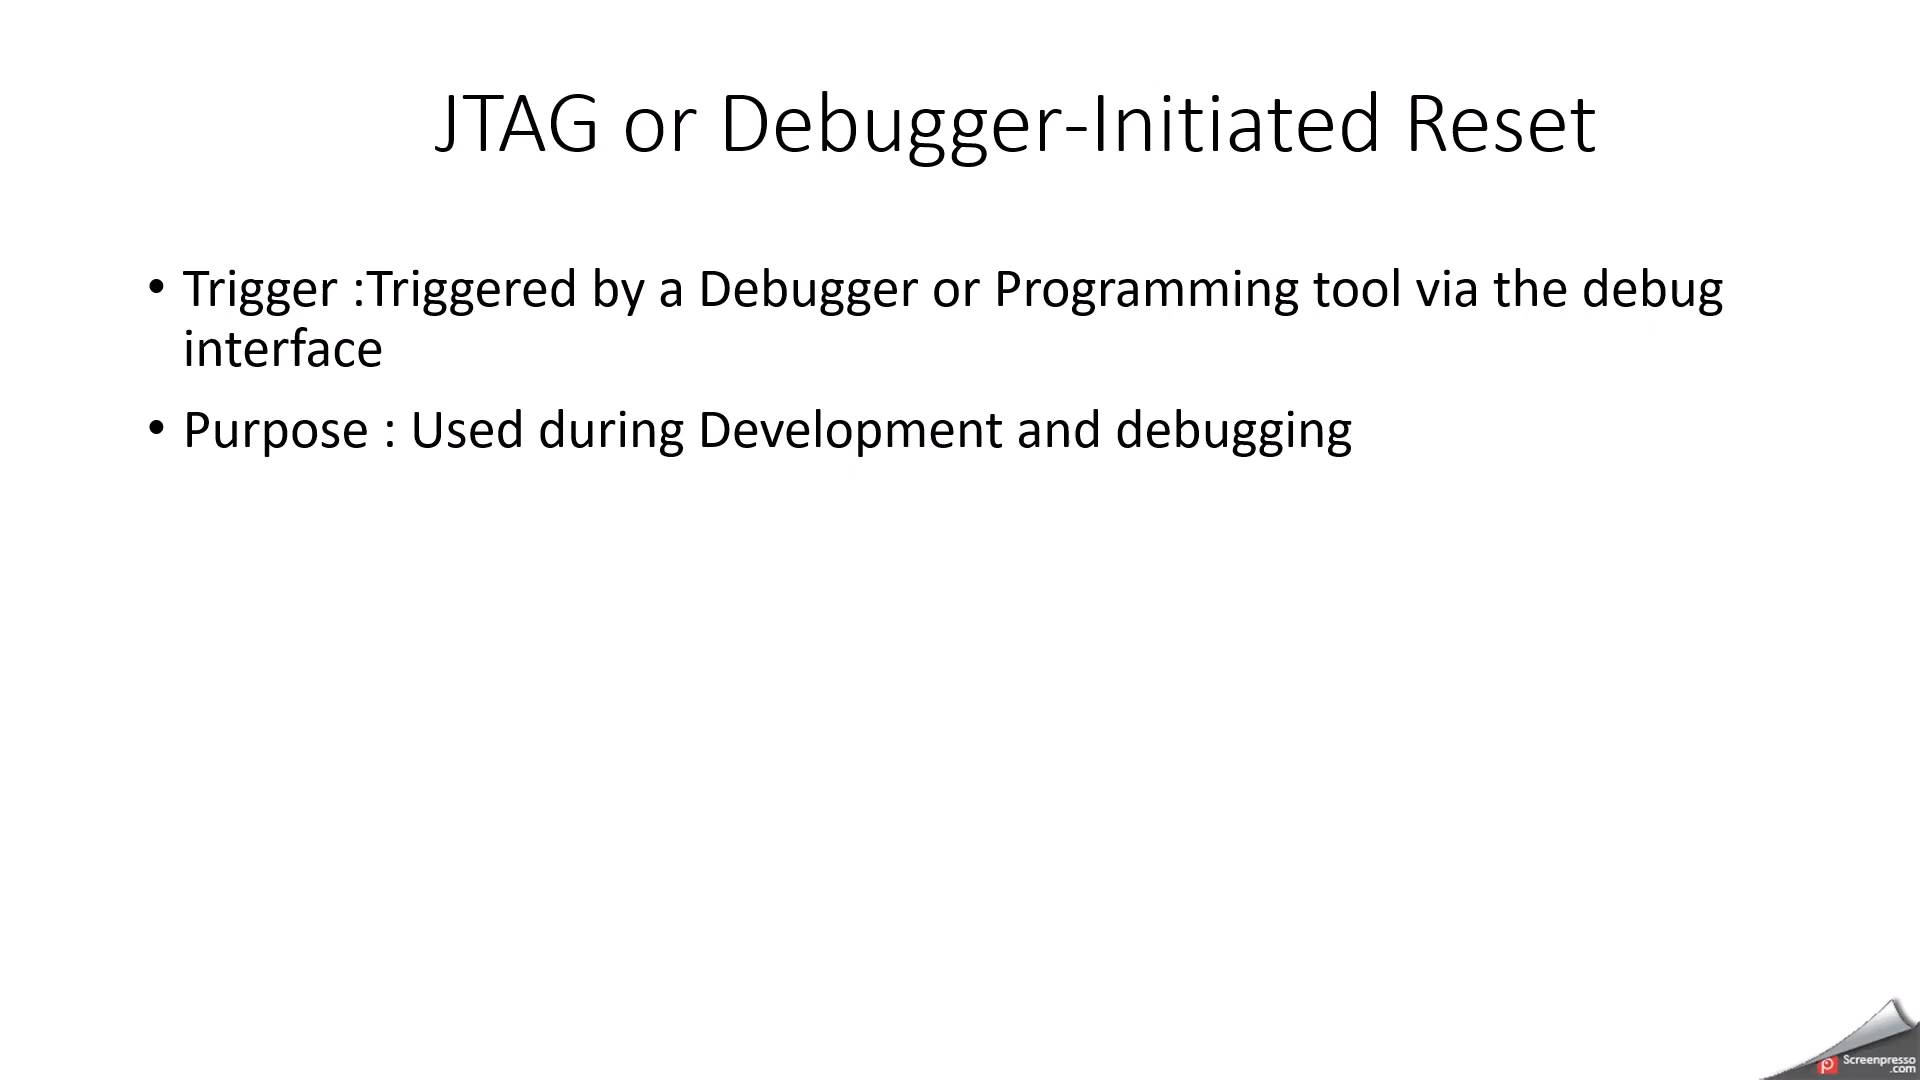 JTAG or Debugger-Initiated Reset
• Trigger :Triggered by a Debugger or Programming tool via the debug
interface
• Purpose : Used during Development and debugging
Screenpresso
.com